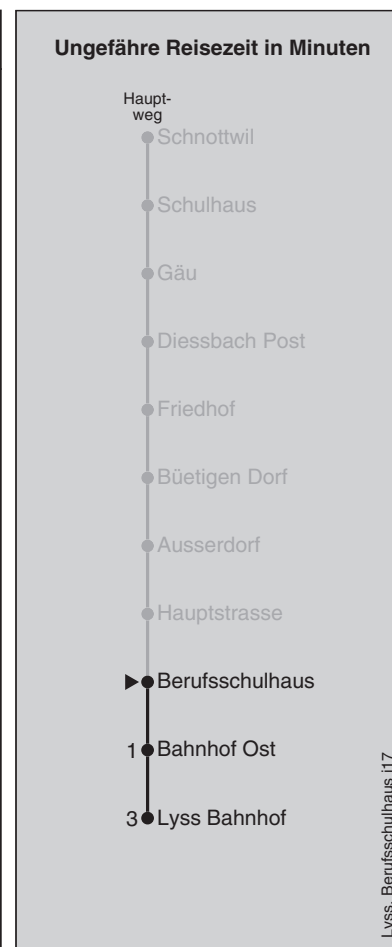 Ungefähre Reisezeit in Minuten
Haupt-
weg
Schnottwil
Schulhaus
Gäu
Diessbach Post
Friedhof
Büetigen Dorf
Ausserdorf
Hauptstrasse
Berufsschulhaus
1 Bahnhof Ost
3 Lyss Bahnhof
Lyss, Berufsschulhaus j17